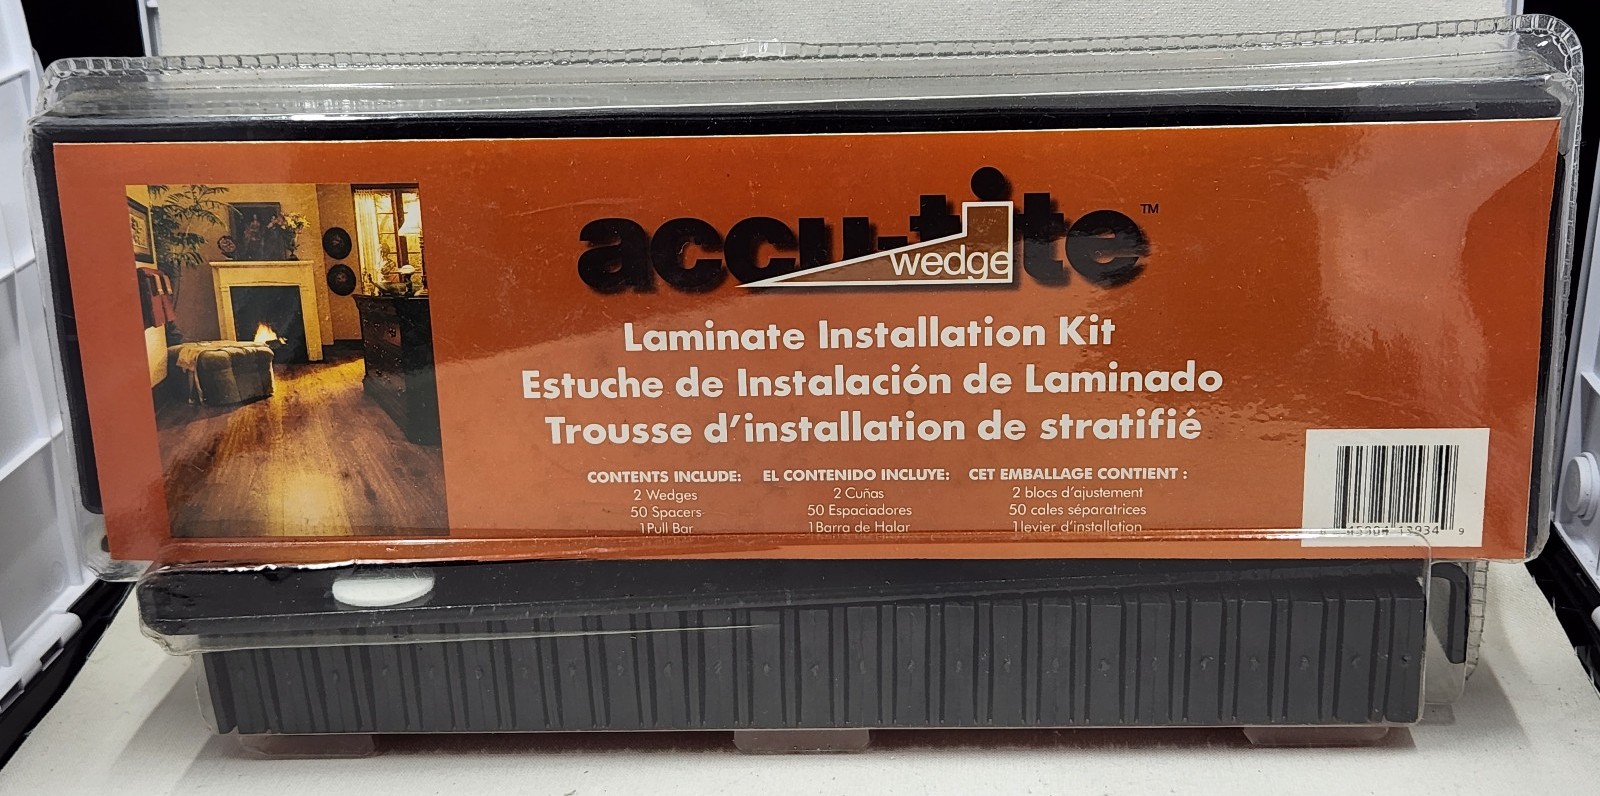 accu-tite™
wedge
Laminate Installation Kit
Estuche de Instalación de Laminado
Trousse d'installation de stratifié
CONTENTS INCLUDE:
2 Wedges
50 Spacers
1Pull Bar
EL CONTENIDO INCLUYE:
2 Cuñas
50 Espaciadores
1Barra de Halar
CET EMBALLAGE CONTIENT :
2 blocs d'ajustement
50 cales séparatrices
1levier d'installation
9